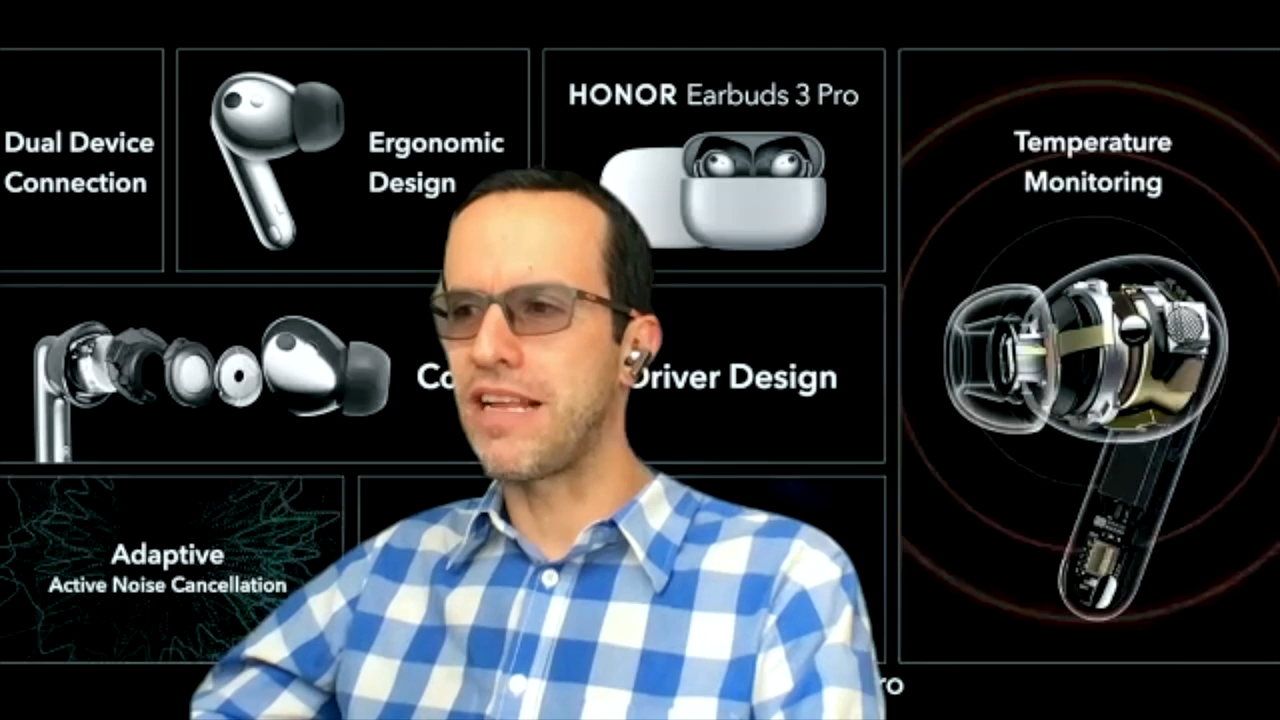 Dual Device
Connection
Ergonomic
Design
HONOR Earbuds 3 Pro
Temperature
Monitoring
Driver Design
Adaptive
Active Noise Cancellation